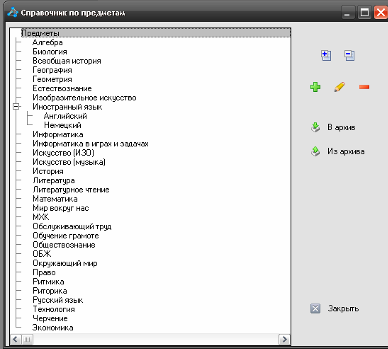 Справочник по предметам
Предметы
Алгебра
Биология
Всеобщая история
География
Геометрия
Естествознание
Изобразительное искусство
Иностранный язык
Английский
Немецкий
Информатика
Информатика в играх и задачах
Искусство (ИЗО)
Искусство (музыка)
История
Литература
Литературное чтение
Математика
Мир вокруг нас
МХК
Обслуживающий труд
Обучение грамоте
Обществознание
ОБЖ
Окружающий мир
Право
Ритмика
Риторика
Русский язык
Технология
Черчение
Экономика
В архив
Из архива
Закрыть